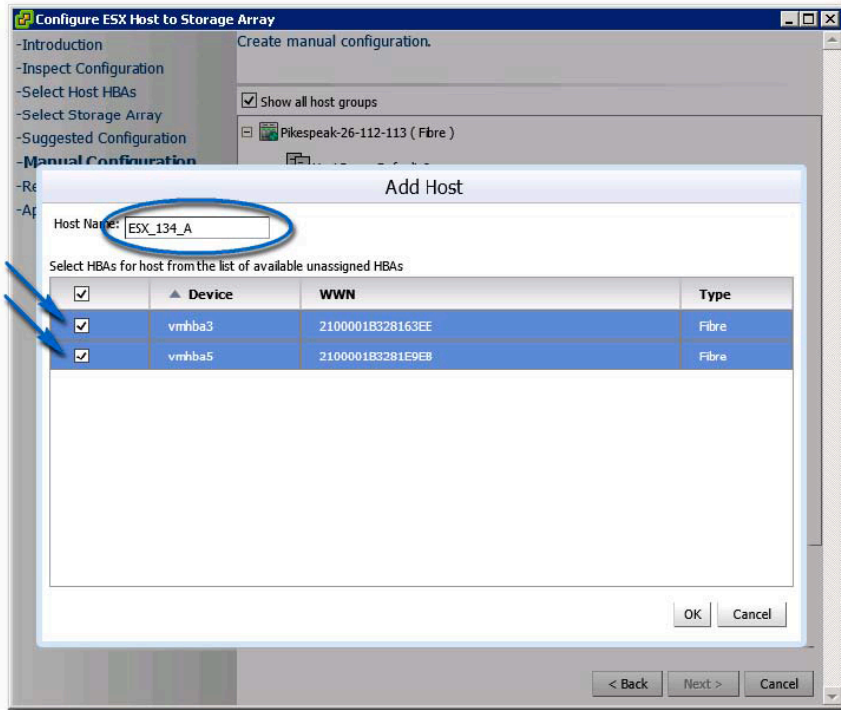 Configure ESX Host to Storage Array
-Introduction
-Inspect Configuration
-Select Host HBAs
-Select Storage Array
-Suggested Configuration
-Manual Configuration
-Re
-Ap
Create manual configuration.
Show all host groups
Pikespeak-26-112-113 ( Fibre )
Add Host
Host Name: ESX_134_A
Select HBAs for host from the list of available unassigned HBAs
Device WWN Type
vmhba3 2100001B328163EE Fibre
vmhba5 2100001B3281E9EB Fibre
OK Cancel
< Back Next > Cancel